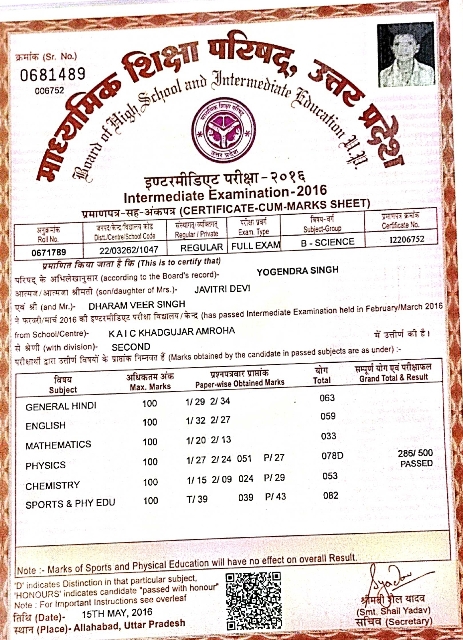 क्रमांक (Sr. No.)
0681489
006752
माध्यमिक शिक्षा परिषद्, उत्तर प्रदेश
Board of High School and Intermediate Education U.P.
इण्टरमीडिएट परीक्षा - २०१६
Intermediate Examination-2016
प्रमाणपत्र-सह-अंकपत्र (CERTIFICATE-CUM-MARKS SHEET)
अनुक्रमांक जनपद/केन्द्र/विद्यालय कोड संस्थागत/व्यक्तिगत परीक्षा प्रकार विषय-वर्ग प्रमाणपत्र क्रमांक
Roll No. Dist./Centre/School Code Regular / Private Exam. Type Subject-Group Certificate No.
0671789 22/03262/1047 REGULAR FULL EXAM B - SCIENCE I2206752
प्रमाणित किया जाता है कि (This is to certify that)
परिषद् के अभिलेखानुसार (according to the Board's record)- YOGENDRA SINGH
आत्मज/आत्मजा श्रीमती (son/daughter of Mrs.)- JAVITRI DEVI
एवं श्री (and Mr.)- DHARAM VEER SINGH
ने फरवरी/मार्च 2016 की इण्टरमीडिएट परीक्षा विद्यालय/केन्द्र (has passed Intermediate Examination held in February/March 2016
from School/Centre)- K A I C KHADGUJAR AMROHA
से श्रेणी (with division)- SECOND में उत्तीर्ण की है।
परीक्षार्थी द्वारा उत्तीर्ण विषयों के प्राप्तांक निम्नवत हैं (Marks obtained by the candidate in passed subjects are as under) :-
विषय अधिकतम अंक प्रश्नपत्रवार प्राप्तांक योग सम्पूर्ण योग एवं परीक्षाफल
Subject Max. Marks Paper-wise Obtained Marks Total Grand Total & Result
GENERAL HINDI 100 1/ 29 2/ 34 063
ENGLISH 100 1/ 32 2/ 27 059
MATHEMATICS 100 1/ 20 2/ 13 033
PHYSICS 100 1/ 27 2/ 24 051 P/ 27 078D 286/ 500
PASSED
CHEMISTRY 100 1/ 15 2/ 09 024 P/ 29 053
SPORTS & PHY EDU 100 T/ 39 039 P/ 43 082
Note :- Marks of Sports and Physical Education will have no effect on overall Result.
'D' indicates Distinction in that particular subject,
'HONOURS' indicates candidate "passed with honour"
Note : For Important Instructions see overleaf
तिथि (Date)- 15TH MAY, 2016
स्थान (Place)- Allahabad, Uttar Pradesh
श्रीमती शैल यादव
(Smt. Shail Yadav)
सचिव (Secretary)